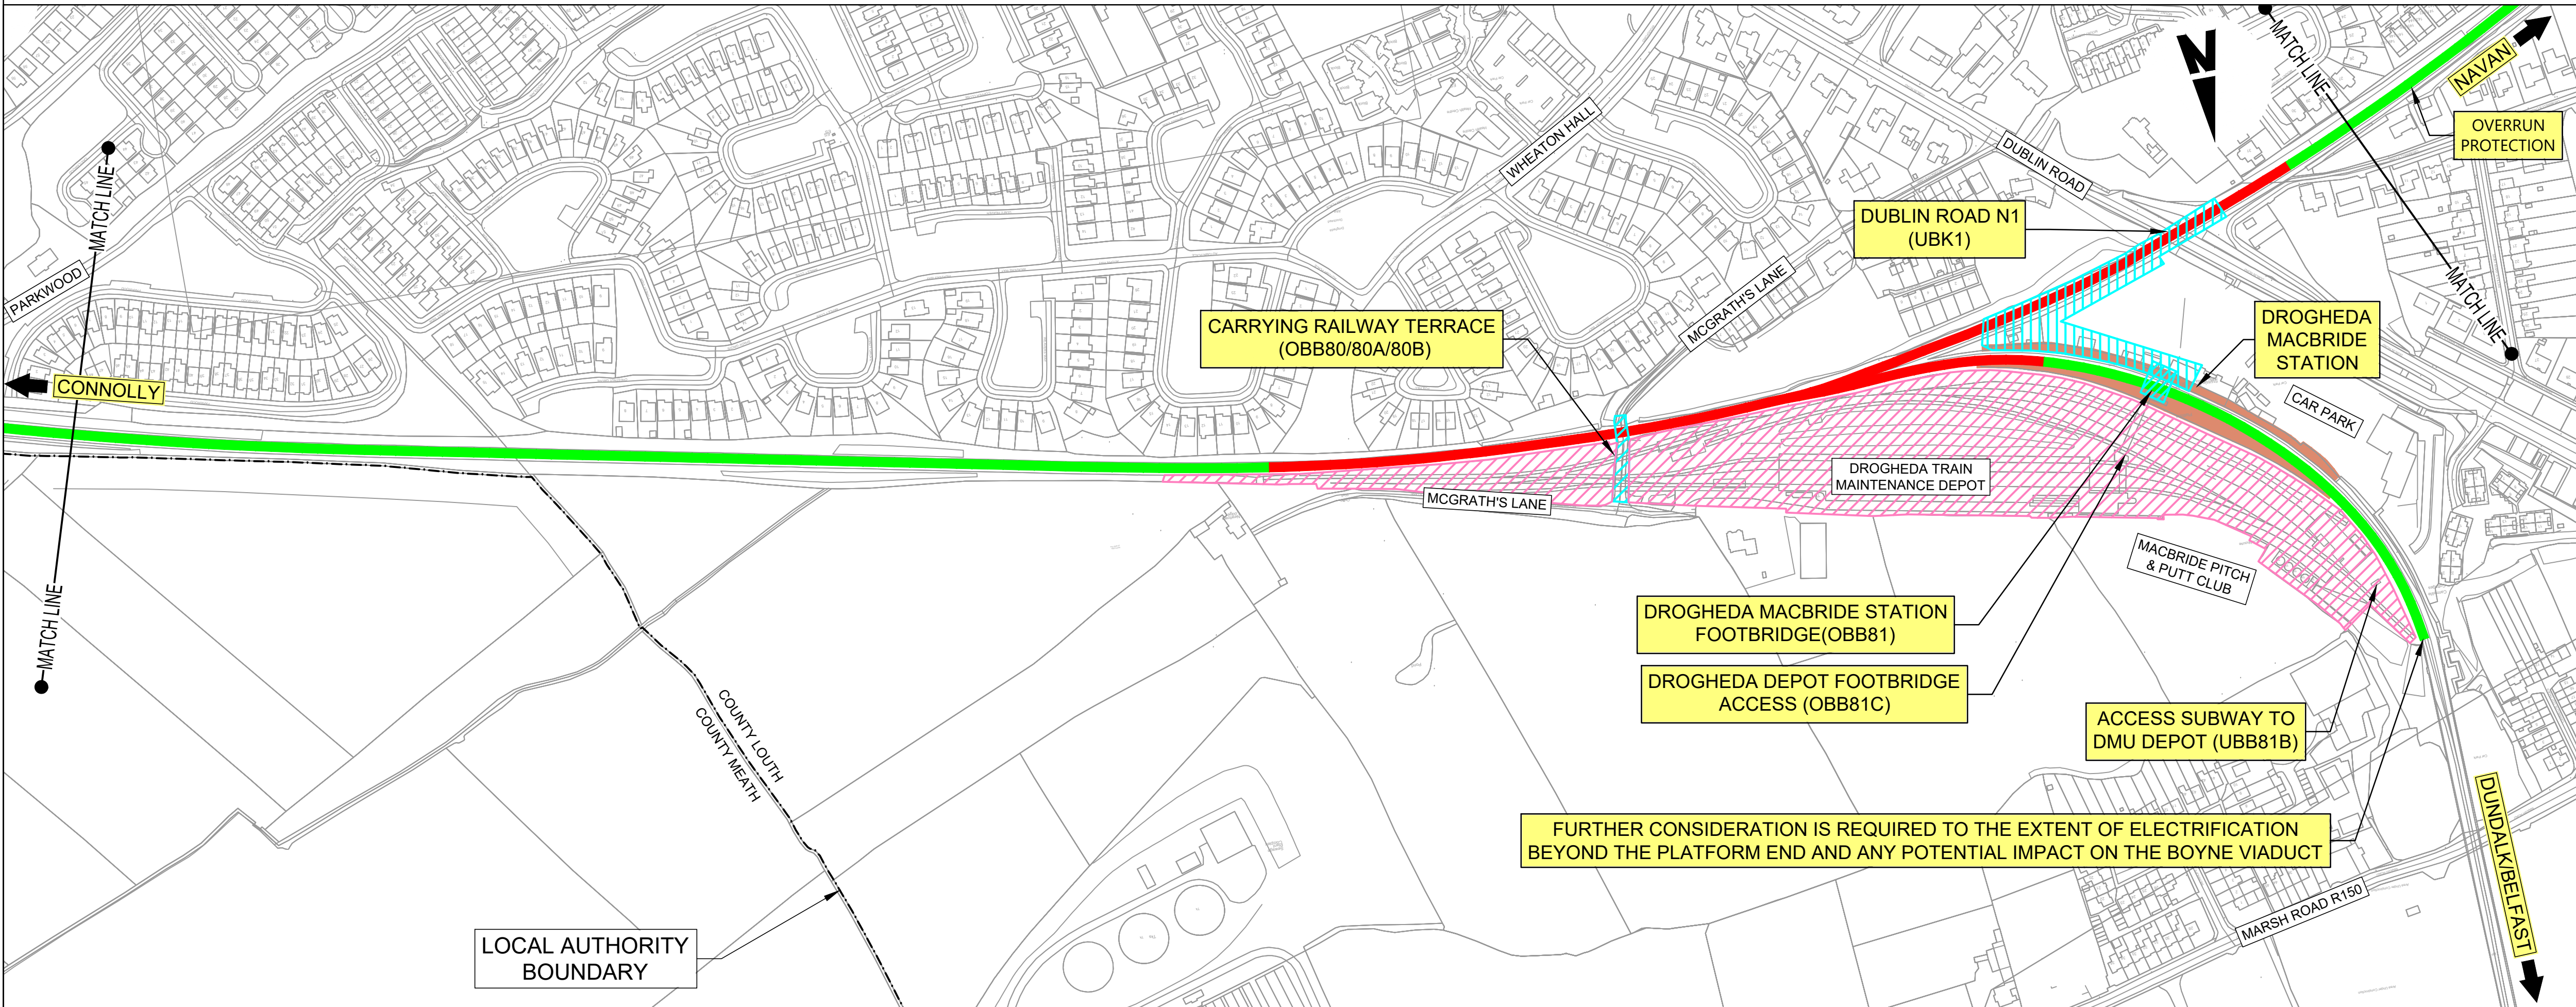 MATCH LINE
NAVAN
OVERRUN
PROTECTION
N
DUBLIN ROAD
WHEATON HALL
DUBLIN ROAD N1
(UBK1)
MATCH LINE
PARKWOOD
MCGRATH'S LANE
MATCH LINE
CARRYING RAILWAY TERRACE
(OBB80/80A/80B)
DROGHEDA
MACBRIDE
STATION
CONNOLLY
CAR PARK
DROGHEDA TRAIN
MAINTENANCE DEPOT
MCGRATH'S LANE
MACBRIDE PITCH
& PUTT CLUB
MATCH LINE
DROGHEDA MACBRIDE STATION
FOOTBRIDGE(OBB81)
DROGHEDA DEPOT FOOTBRIDGE
ACCESS (OBB81C)
COUNTY LOUTH
COUNTY MEATH
ACCESS SUBWAY TO
DMU DEPOT (UBB81B)
FURTHER CONSIDERATION IS REQUIRED TO THE EXTENT OF ELECTRIFICATION
BEYOND THE PLATFORM END AND ANY POTENTIAL IMPACT ON THE BOYNE VIADUCT
DUNDALK/BELFAST
MARSH ROAD R150
LOCAL AUTHORITY
BOUNDARY